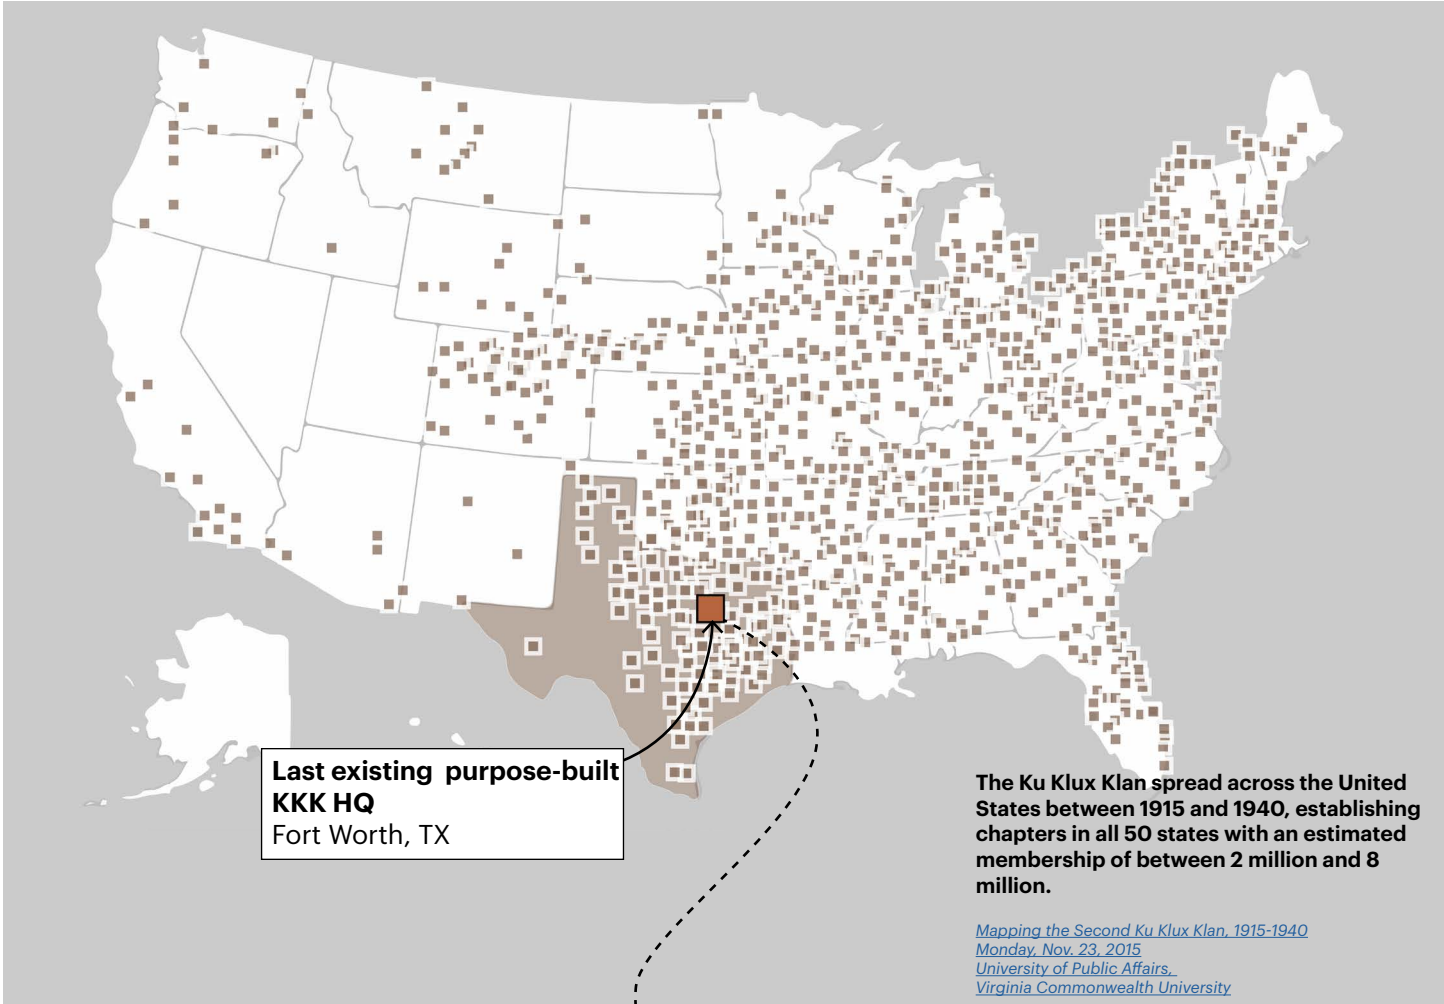 Last existing purpose-built
KKK HQ
Fort Worth, TX
The Ku Klux Klan spread across the United
States between 1915 and 1940, establishing
chapters in all 50 states with an estimated
membership of between 2 million and 8
million.
Mapping the Second Ku Klux Klan, 1915-1940
Monday, Nov. 23, 2015
University of Public Affairs,
Virginia Commonwealth University